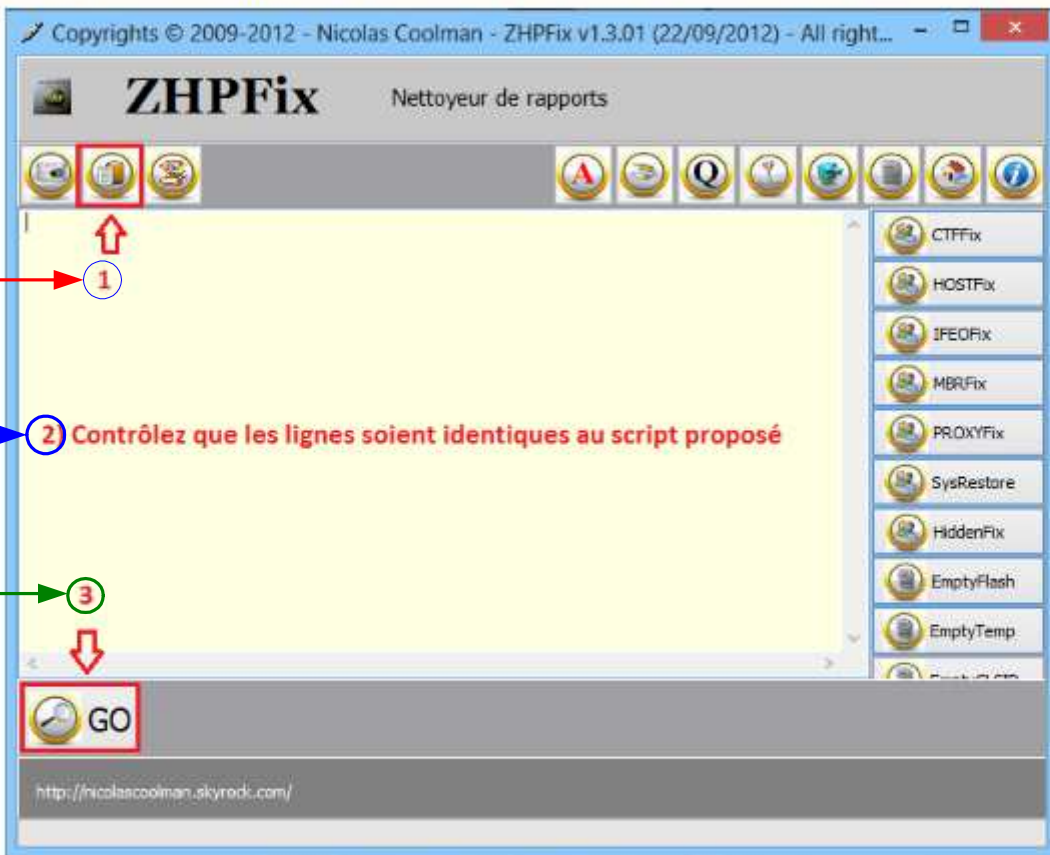 Copyrights © 2009-2012 - Nicolas Coolman - ZHPFix v1.3.01 (22/09/2012) - All right...
ZHPFix
Nettoyeur de rapports
A
Q
1
2) Contrôlez que les lignes soient identiques au script proposé
3
CTFFix
HOSTFix
IFEOFix
MBRFix
PROXYFix
SysRestore
HiddenFix
EmptyFlash
EmptyTemp
GO
http://nicolascoolman.skyrock.com/